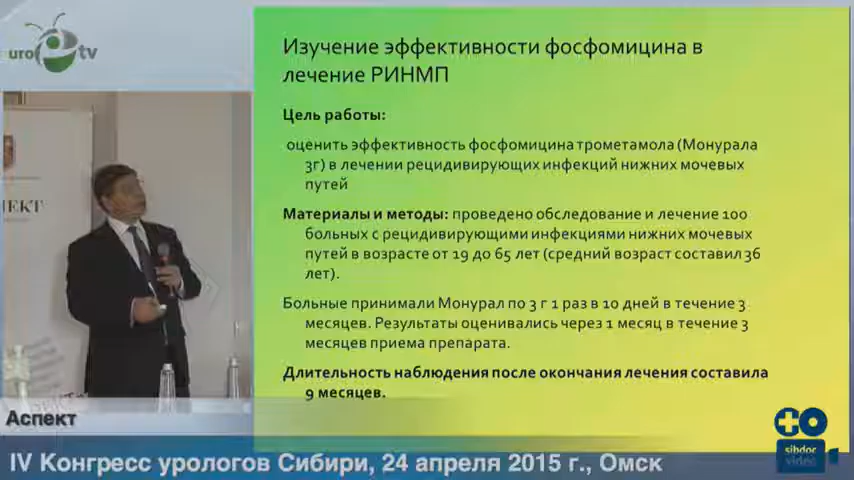 uro tv
Изучение эффективности фосфомицина в
лечение РИНМП
Цель работы:
оценить эффективность фосфомицина трометамола (Монурала
3г) в лечении рецидивирующих инфекций нижних мочевых
путей
Материалы и методы: проведено обследование и лечение 100
больных с рецидивирующими инфекциями нижних мочевых
путей в возрасте от 19 до 65 лет (средний возраст составил 36
лет).
Больные принимали Монурал по 3 г 1 раз в 10 дней в течение 3
месяцев. Результаты оценивались через 1 месяц в течение 3
месяцев приема препарата.
Длительность наблюдения после окончания лечения составила
9 месяцев.
Аспект
IV Конгресс урологов Сибири, 24 апреля 2015 г., Омск
sibdoc
video